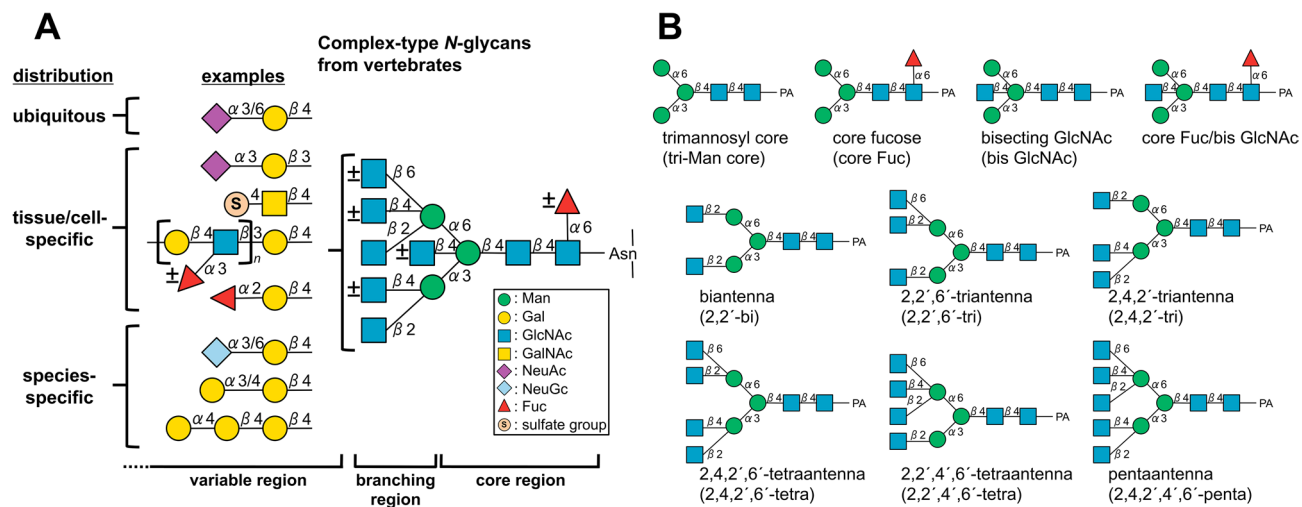 A
Complex-type N-glycans
from vertebrates
distribution
examples
ubiquitous
α3/6
β4
tissue/cell-
specific
α3
β3
S
4
β4
β4
β3
β4
n
±
α3
α2
β4
species-
specific
α3/6
β4
α3/4
β4
α4
β4
β4
±
β6
±
β4
β2
±
β4
±
β4
β2
α6
α3
β4
β4
±
α6
Asn
: Man
: Gal
: GlcNAc
: GalNAc
: NeuAc
: NeuGc
: Fuc
S : sulfate group
variable region
branching
region
core region
B
α6
α3
β4
β4
PA
trimannosyl core
(tri-Man core)
α6
α3
β4
β4
α6
PA
core fucose
(core Fuc)
α6
α3
β4
β4
β4
PA
bisecting GlcNAc
(bis GlcNAc)
α6
α3
β4
β4
β4
α6
PA
core Fuc/bis GlcNAc
β2
α6
β4
β4
PA
β2
α3
biantenna
(2,2´-bi)
β6
β2
α6
β4
β4
PA
β2
α3
2,2´,6´-triantenna
(2,2´,6´-tri)
β2
α6
β4
β4
PA
β4
α3
β2
2,4,2´-triantenna
(2,4,2´-tri)
β6
β2
α6
β4
β4
PA
β4
α3
β2
2,4,2´,6´-tetraantenna
(2,4,2´,6´-tetra)
β6
β4
β2
α6
β4
β4
PA
β2
α3
2,2´,4´,6´-tetraantenna
(2,2´,4´,6´-tetra)
β6
β4
β2
α6
β4
β4
PA
β4
α3
β2
pentaantenna
(2,4,2´,4´,6´-penta)